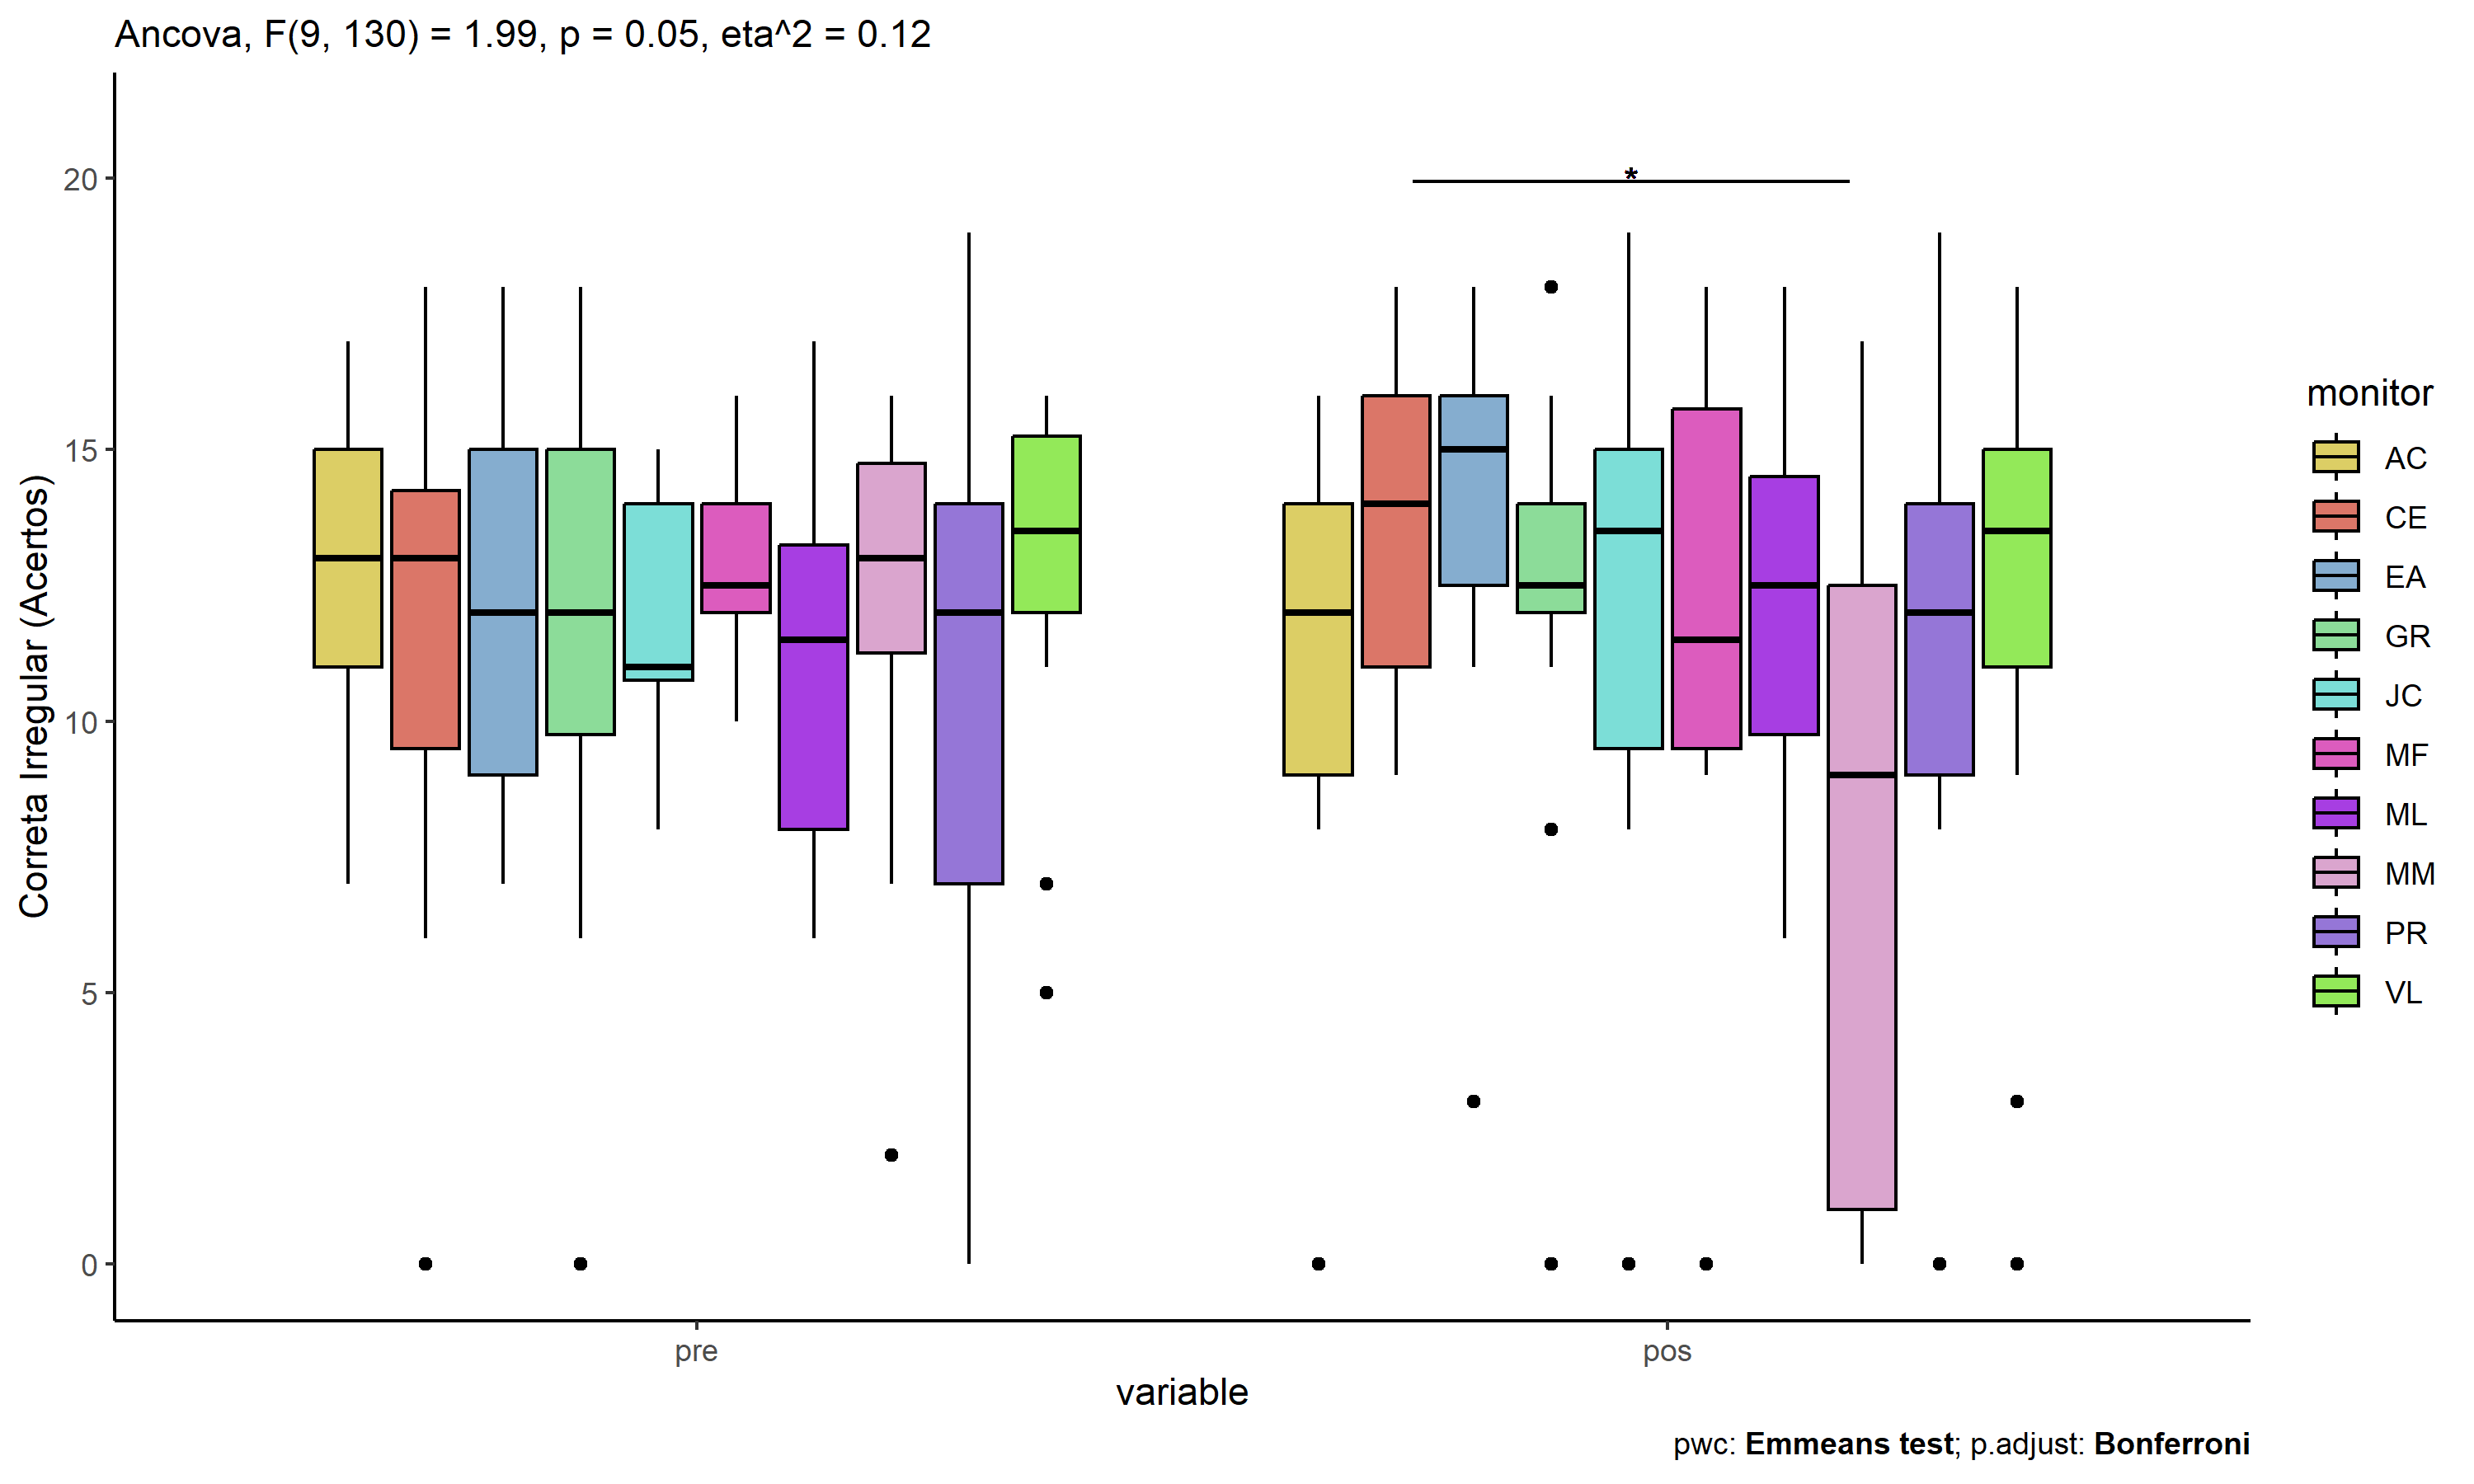 Ancova, F(9, 130) = 1.99, p = 0.05, eta^2 = 0.12
Correta Irregular (Acertos)
20
15
10
5
0
*
pre
pos
variable
monitor
AC
CE
EA
GR
JC
MF
ML
MM
PR
VL
pwc: Emmeans test; p.adjust: Bonferroni